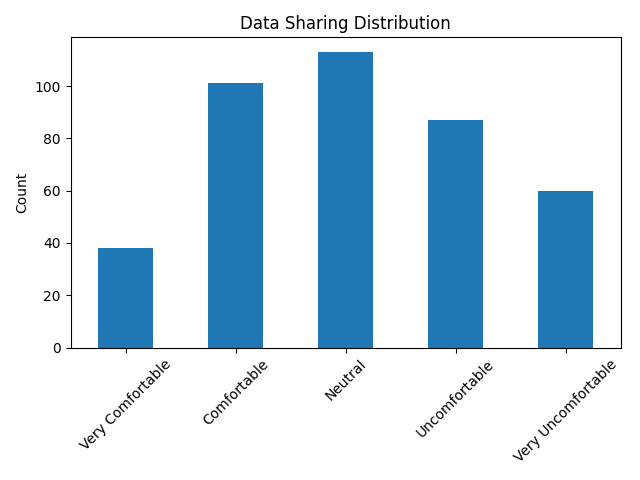 Data Sharing Distribution
Count
100
80
60
40
20
0
Very Comfortable
Comfortable
Neutral
Uncomfortable
Very Uncomfortable